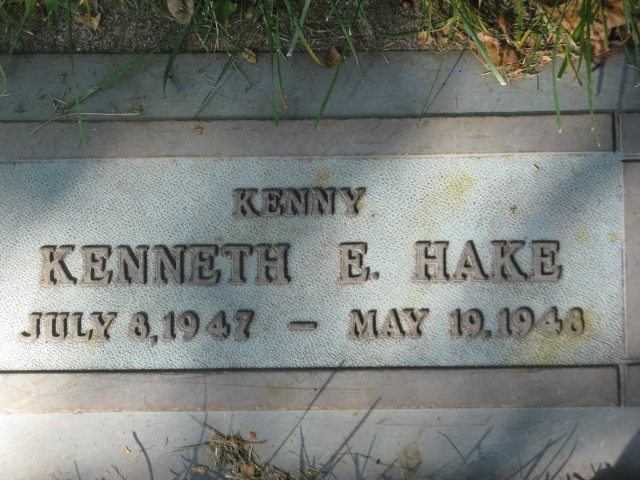 KENNY
KENNETH E. HAKE
JULY 8, 1947 — MAY 19, 1948